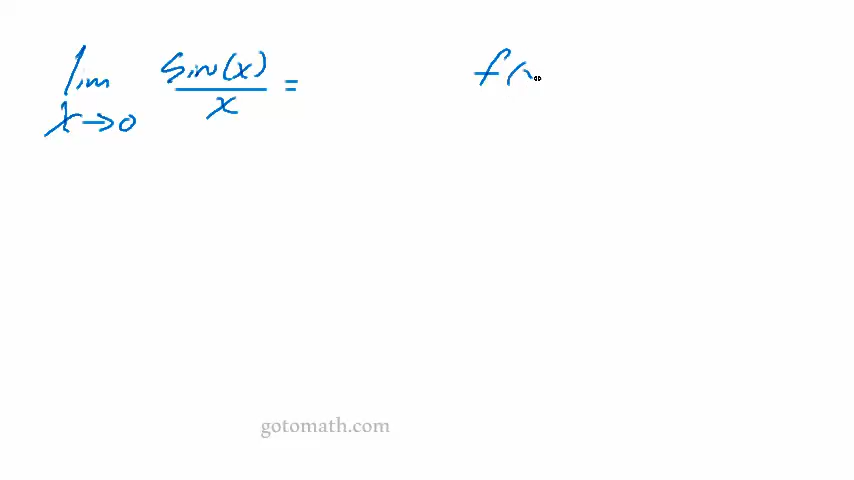 lim x→0 sin(x)/x =
f(
gotomath.com